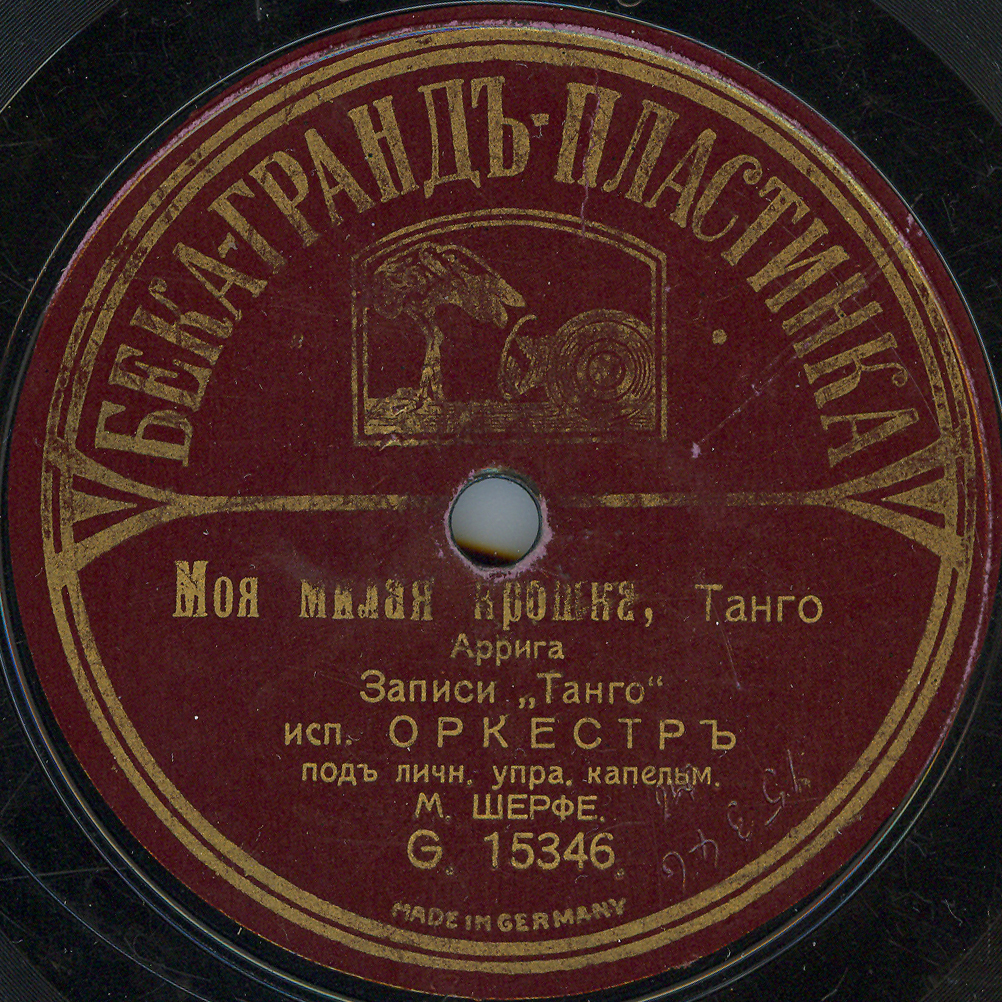 БЕКА-ГРАНДЪ-ПЛАСТИНКА
Моя милая крошка, Танго
Аррига
Записи „Танго“
исп. ОРКЕСТРЪ
подъ личн. упра. капельм.
М. ШЕРФЕ.
G. 15346.
15346
MADE IN GERMANY